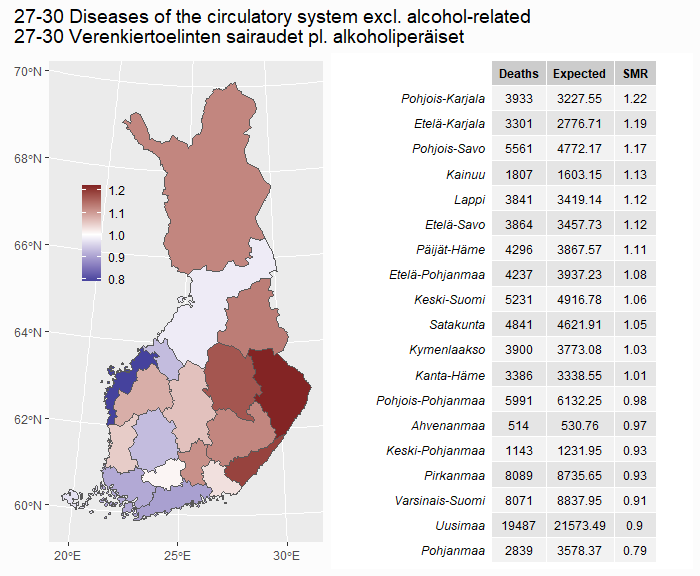 27-30 Diseases of the circulatory system excl. alcohol-related
27-30 Verenkiertoelinten sairaudet pl. alkoholiperäiset
70°N
68°N
66°N
64°N
62°N
60°N
20°E 25°E 30°E
1.2
1.1
1.0
0.9
0.8
Deaths Expected SMR
Pohjois-Karjala 3933 3227.55 1.22
Etelä-Karjala 3301 2776.71 1.19
Pohjois-Savo 5561 4772.17 1.17
Kainuu 1807 1603.15 1.13
Lappi 3841 3419.14 1.12
Etelä-Savo 3864 3457.73 1.12
Päijät-Häme 4296 3867.57 1.11
Etelä-Pohjanmaa 4237 3937.23 1.08
Keski-Suomi 5231 4916.78 1.06
Satakunta 4841 4621.91 1.05
Kymenlaakso 3900 3773.08 1.03
Kanta-Häme 3386 3338.55 1.01
Pohjois-Pohjanmaa 5991 6132.25 0.98
Ahvenanmaa 514 530.76 0.97
Keski-Pohjanmaa 1143 1231.95 0.93
Pirkanmaa 8089 8735.65 0.93
Varsinais-Suomi 8071 8837.95 0.91
Uusimaa 19487 21573.49 0.9
Pohjanmaa 2839 3578.37 0.79